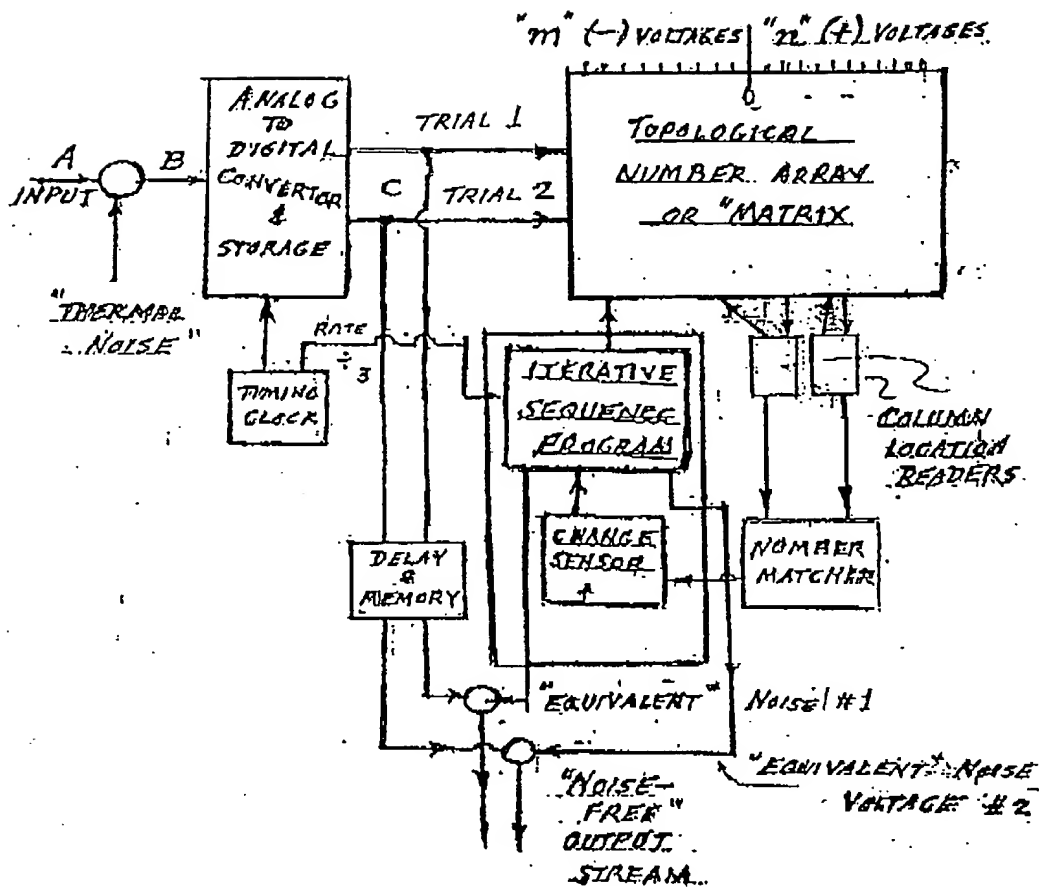 "m" (-) VOLTAGES "n" (+) VOLTAGES
ANALOG
TO
DIGITAL
CONVERTOR
&
STORAGE
A
INPUT
B
"THERMAL
NOISE"
TRIAL 1
C
TRIAL 2
0
TOPOLOGICAL
NUMBER ARRAY
OR "MATRIX
RATE
÷
3
TIMING
CLOCK
ITERATIVE
SEQUENCE
PROGRAM
COLUMN
LOCATION
READERS
CHANGE
SENSOR
NUMBER
MATCHER
DELAY
&
MEMORY
"EQUIVALENT" NOISE #1
"EQUIVALENT" NOISE
VOLTAGE #2
"NOISE-
FREE"
OUTPUT
STREAM